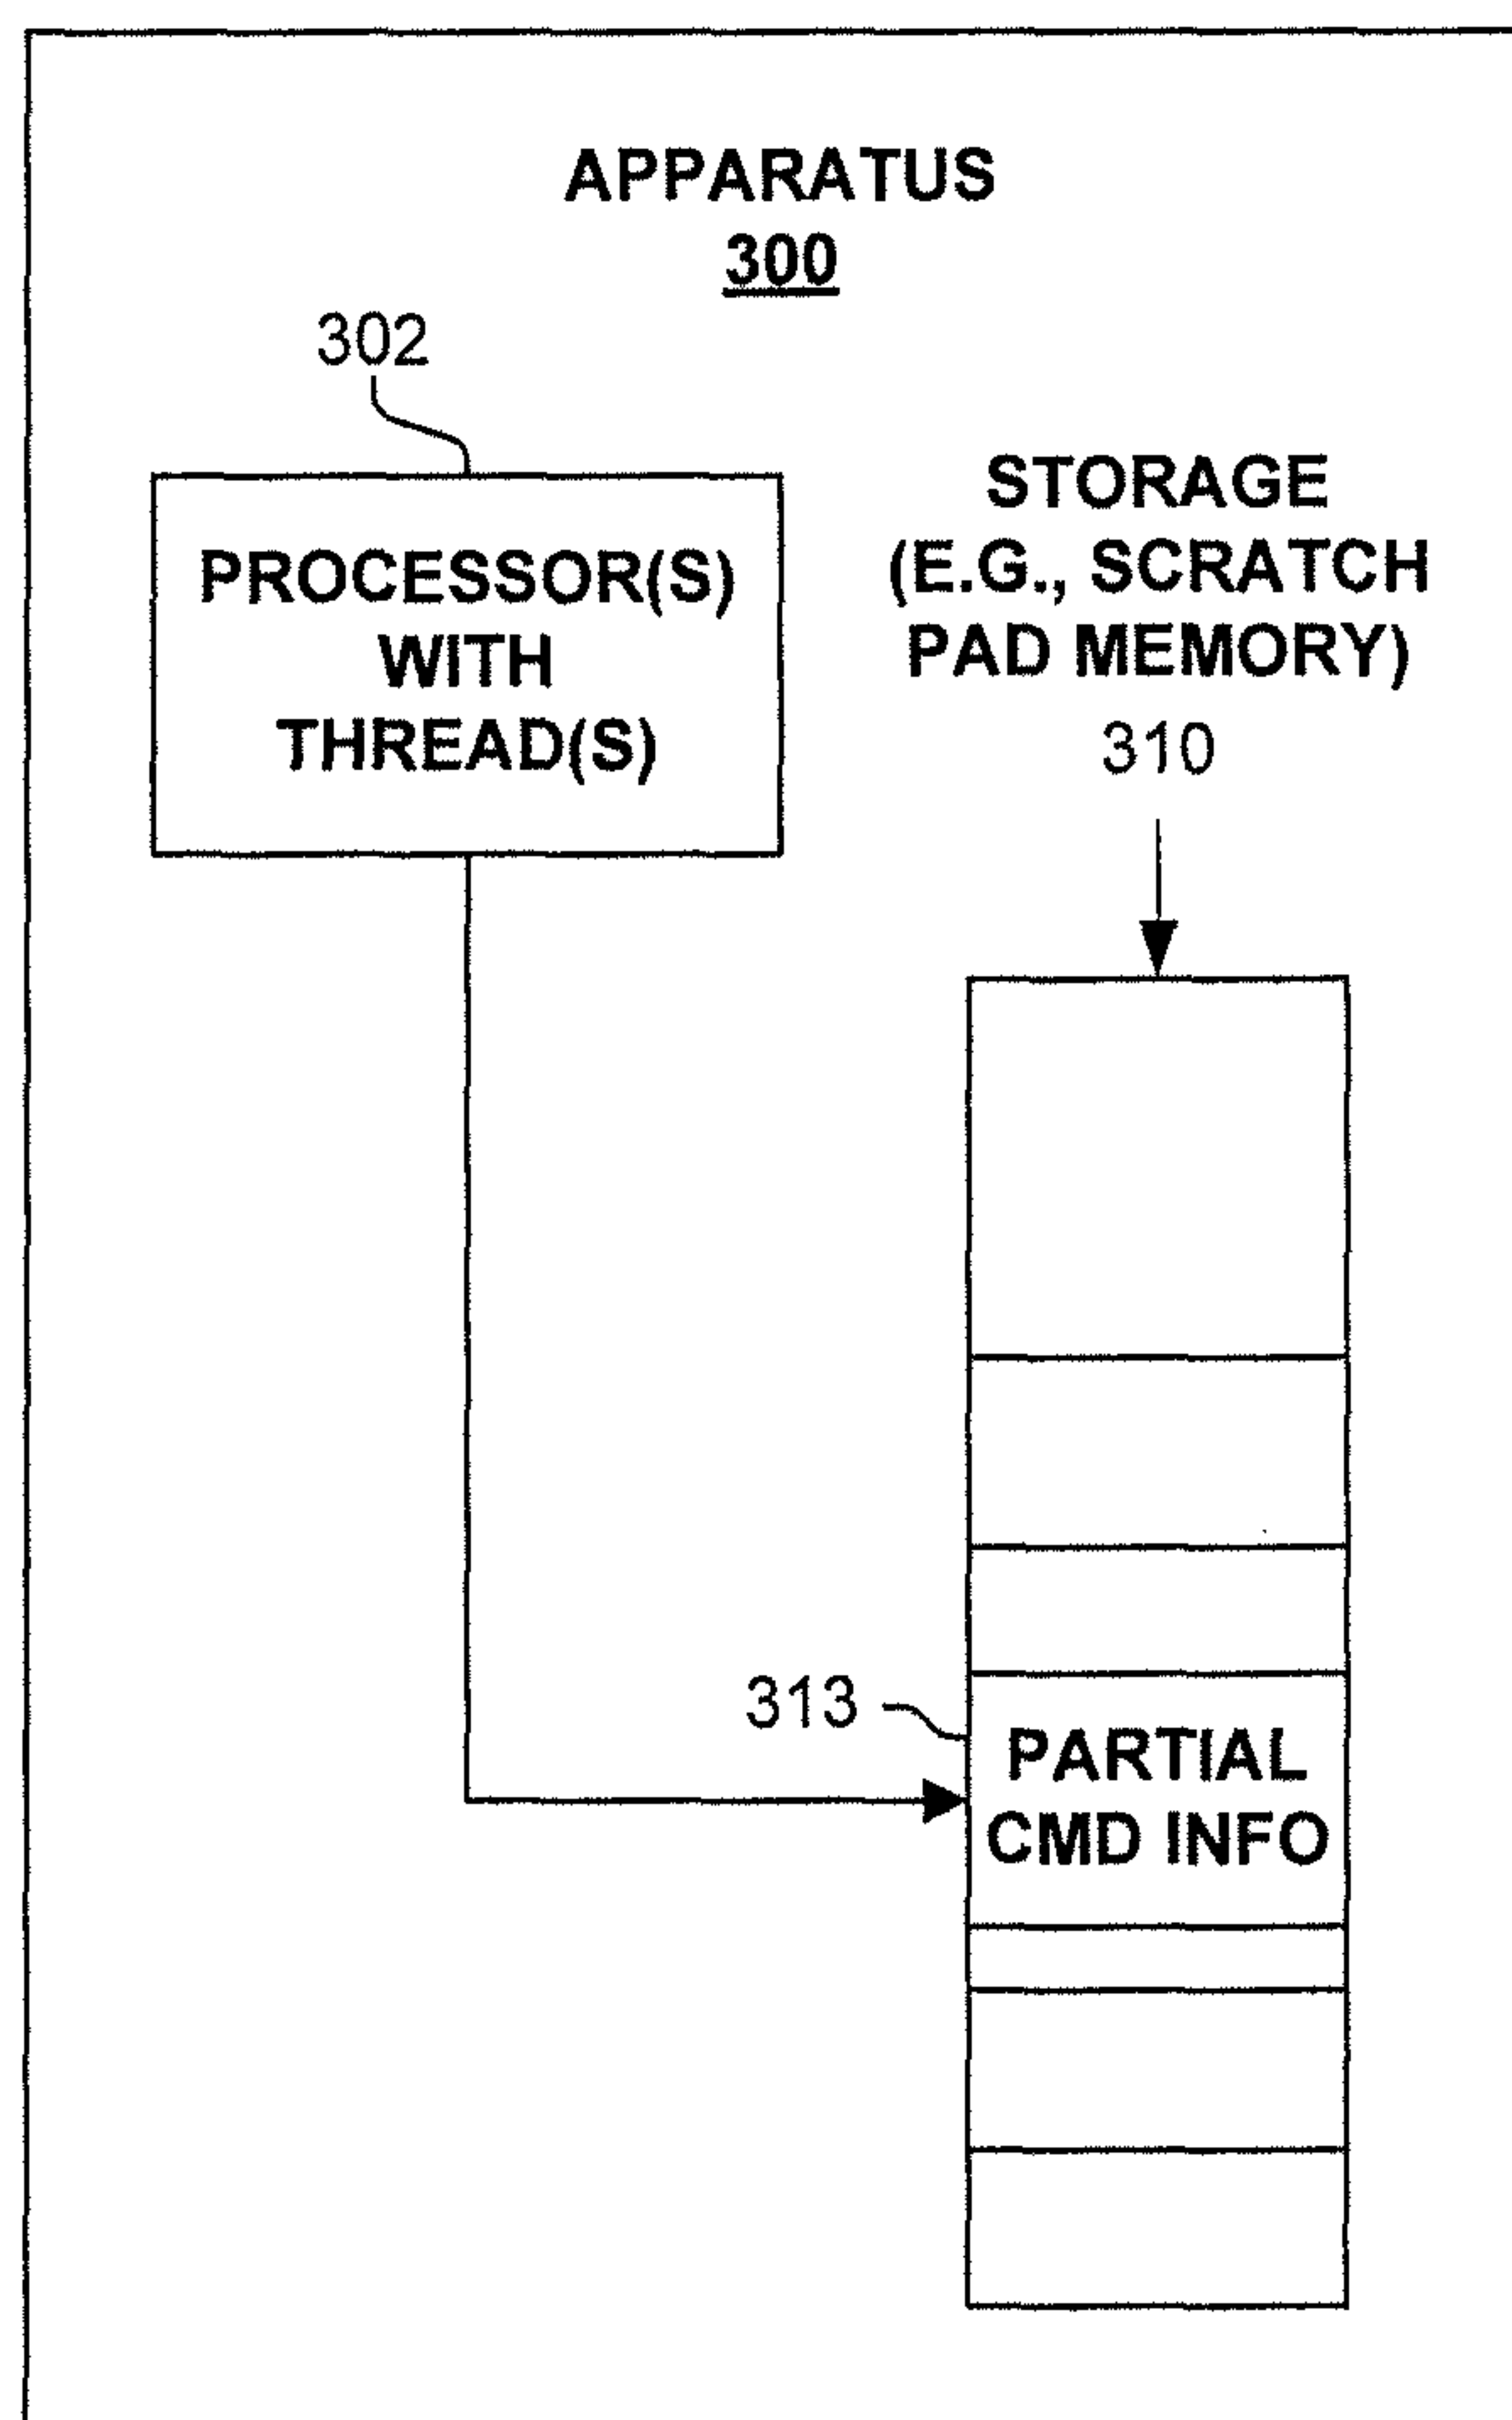 APPARATUS
300
302
PROCESSOR(S)
WITH
THREAD(S)
STORAGE
(E.G., SCRATCH
PAD MEMORY)
310
313
PARTIAL
CMD INFO